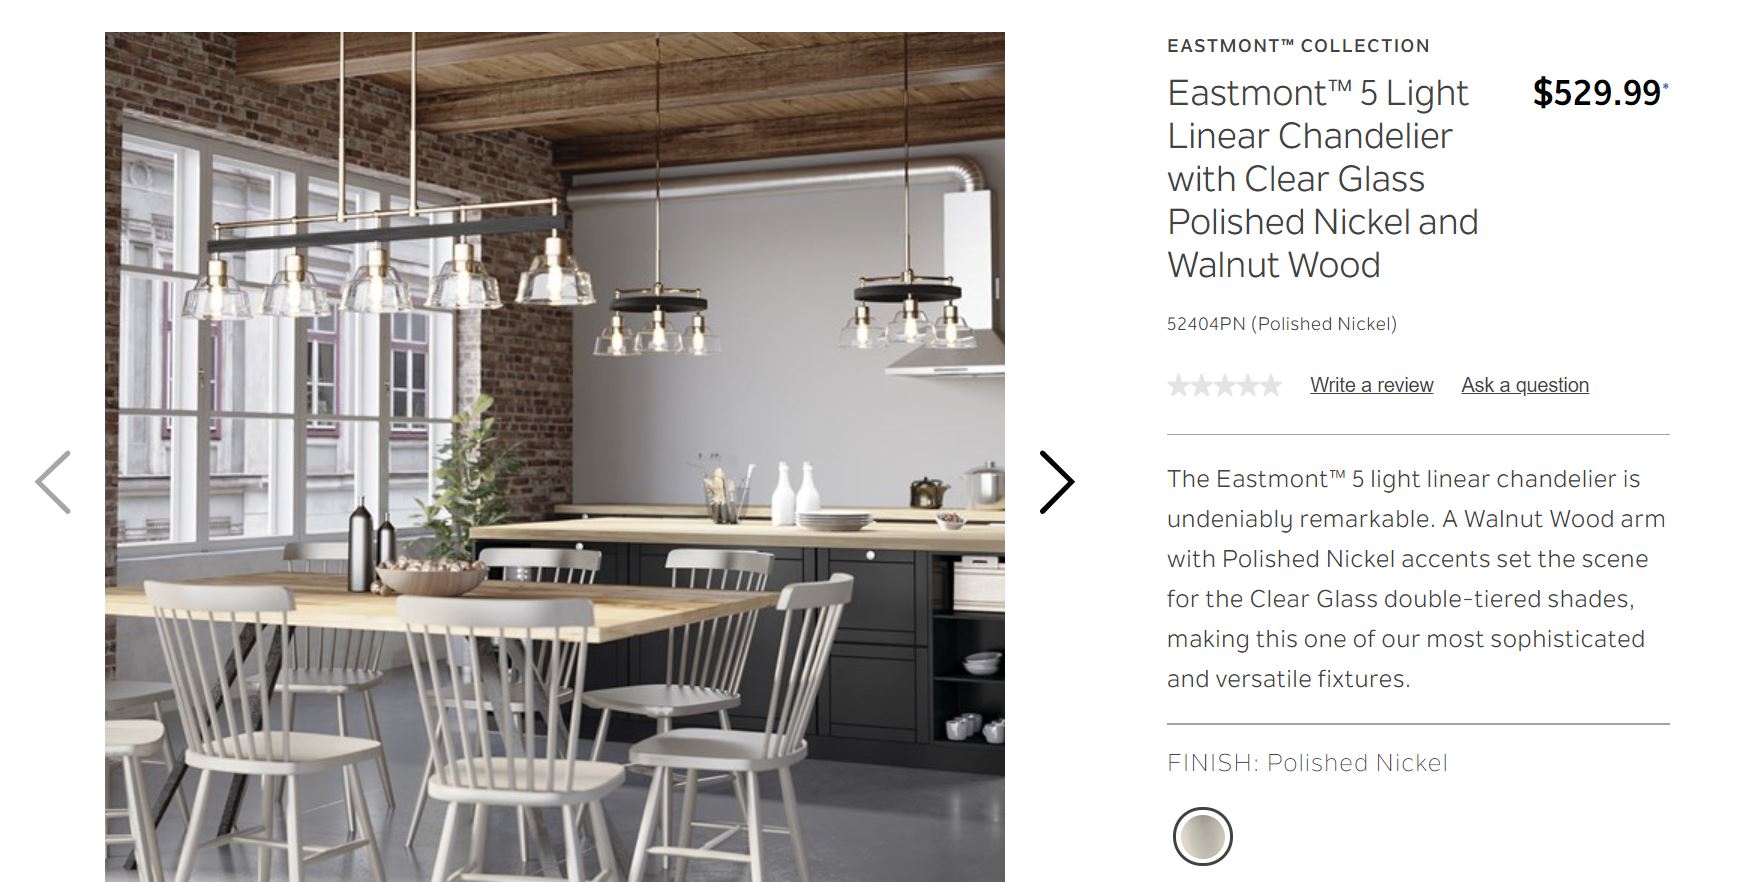 EASTMONT™ COLLECTION
Eastmont™ 5 Light
Linear Chandelier
with Clear Glass
Polished Nickel and
Walnut Wood
$529.99*
52404PN (Polished Nickel)
Write a review Ask a question
The Eastmont™ 5 light linear chandelier is
undeniably remarkable. A Walnut Wood arm
with Polished Nickel accents set the scene
for the Clear Glass double-tiered shades,
making this one of our most sophisticated
and versatile fixtures.
FINISH: Polished Nickel